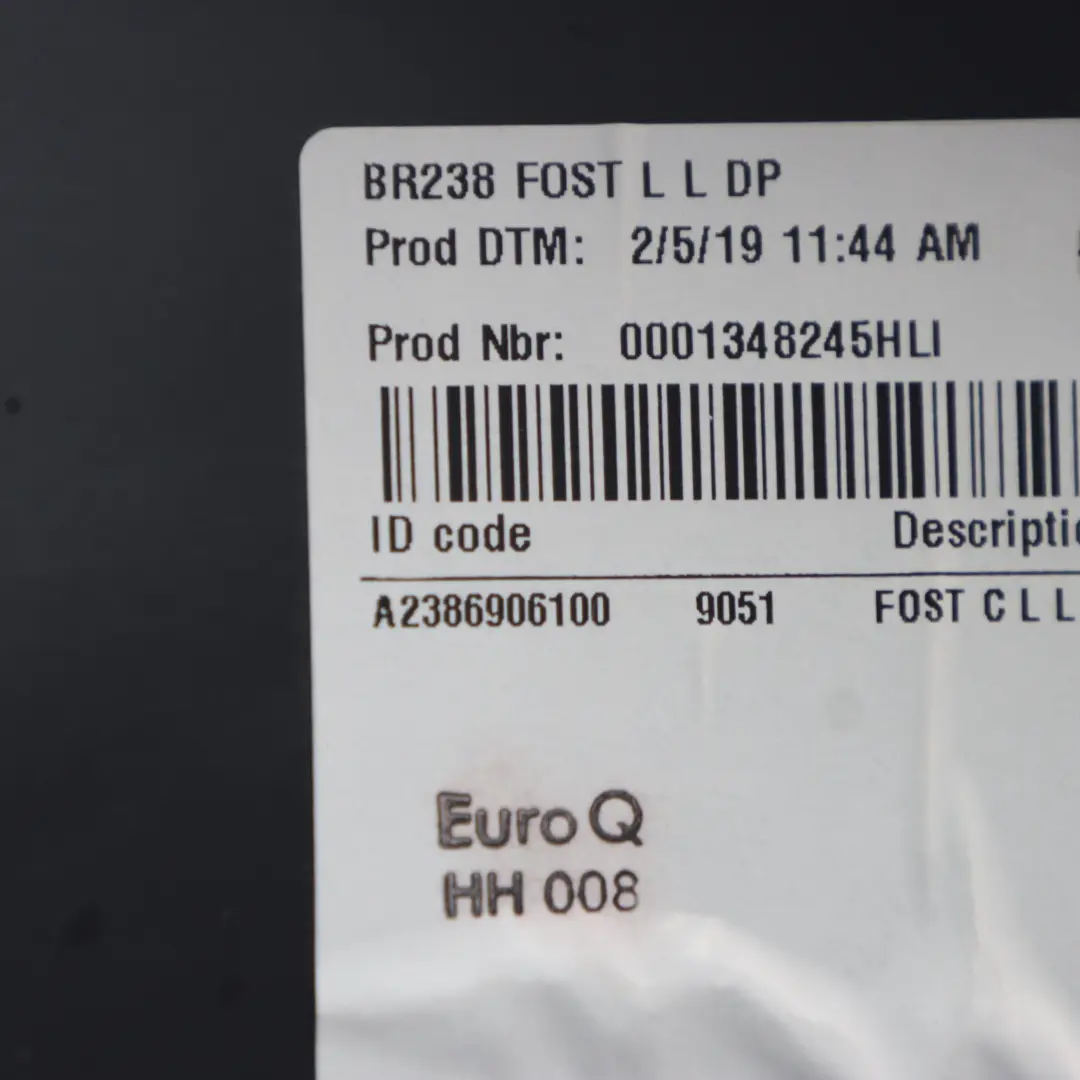 BR238 FOST L L DP
Prod DTM: 2/5/19 11:44 AM
Prod Nbr: 0001348245HLI
ID code
A2386906100 9051 FOST C L L
Euro Q
HH 008